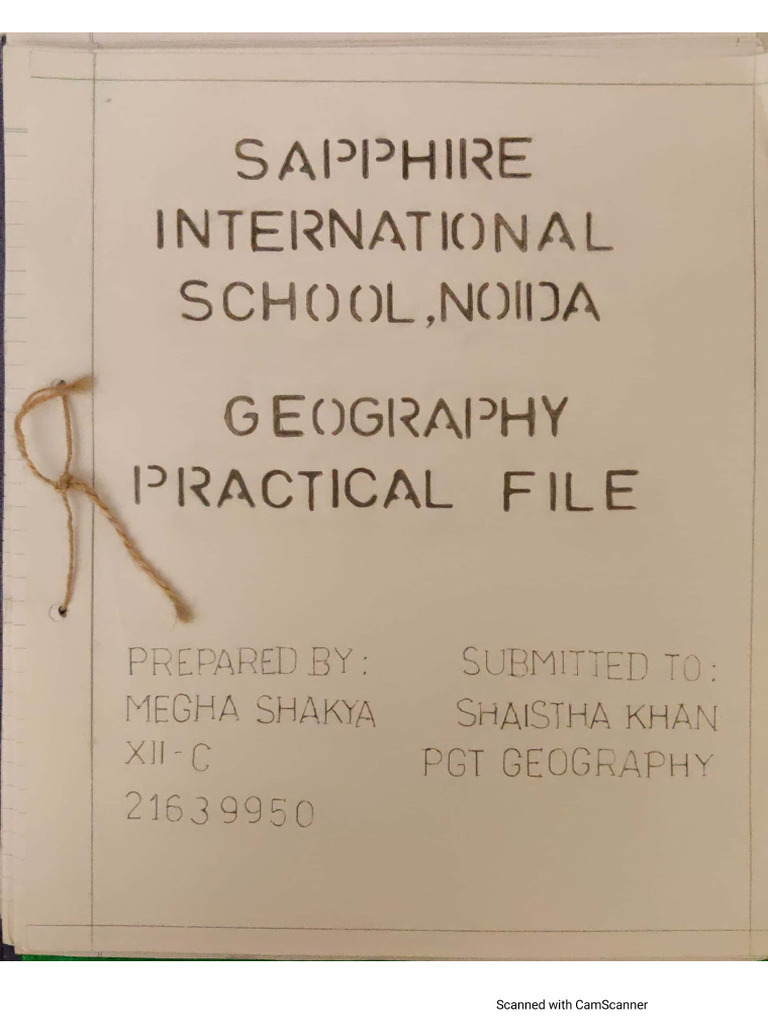 SAPPHIRE
INTERNATIONAL
SCHOOL, NOIDA
GEOGRAPHY
PRACTICAL FILE
PREPARED BY:
MEGHA SHAKYA
XII-C
21639950
SUBMITTED TO:
SHAISTHA KHAN
PGT GEOGRAPHY
Scanned with CamScanner